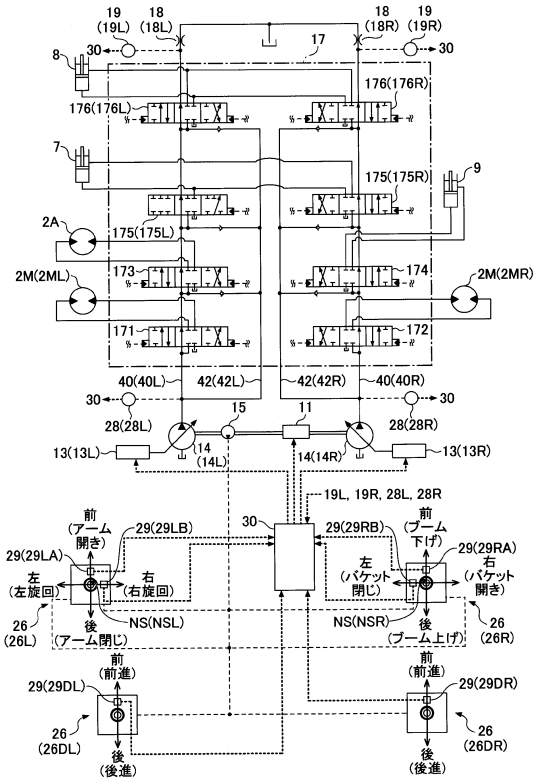 19
(19L)
18
(18L)
18
(18R)
19
(19R)
30
30
8
17
176(176L)
176(176R)
7
9
175(175L)
175(175R)
2A
173
174
2M(2ML)
2M(2MR)
171
172
40(40L)
42(42L)
42(42R)
40(40R)
30
30
28(28L)
15
11
28(28R)
13(13L)
14
(14L)
14(14R)
13(13R)
19L, 19R, 28L, 28R
30
前
(アーム
開き)
29(29LB)
29(29RB)
前
(ブーム
下げ)
29(29LA)
29(29RA)
左
(左旋回)
右
(右旋回)
左
(バケット
閉じ)
右
(バケット
開き)
NS(NSL)
NS(NSR)
26
(26L)
後
(アーム閉じ)
後
(ブーム上げ)
26
(26R)
前
(前進)
前
(前進)
29(29DL)
29(29DR)
26
(26DL)
26
(26DR)
後
(後進)
後
(後進)